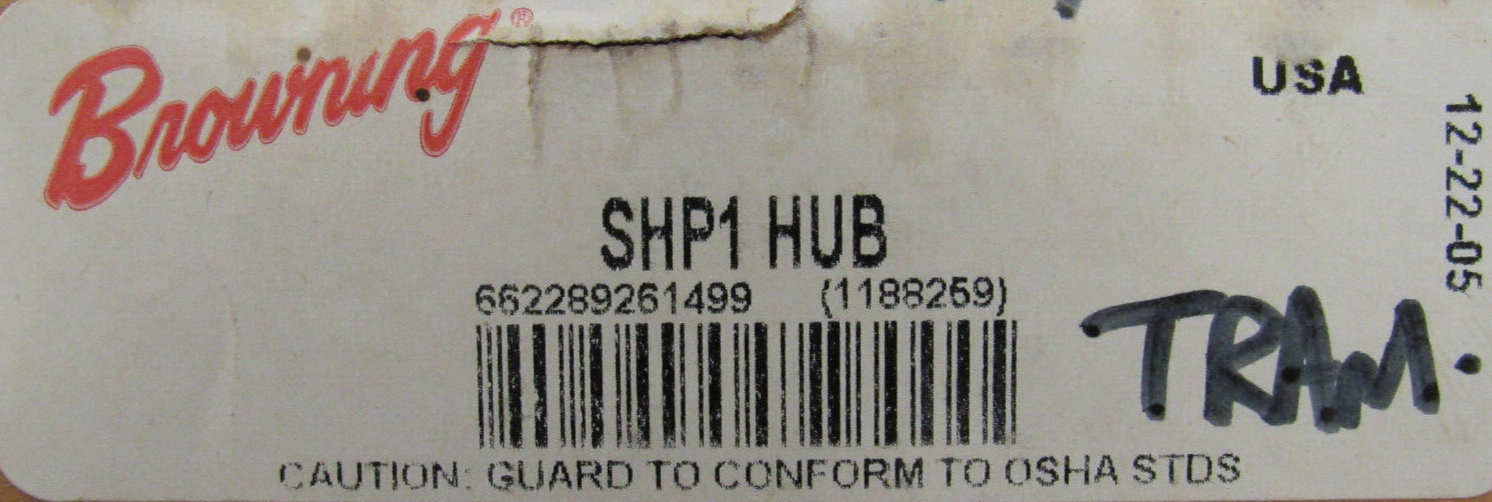 Browning®
USA
12-22-05
SHP1 HUB
662289261499 (1188259)
TRAM
CAUTION: GUARD TO CONFORM TO OSHA STDS